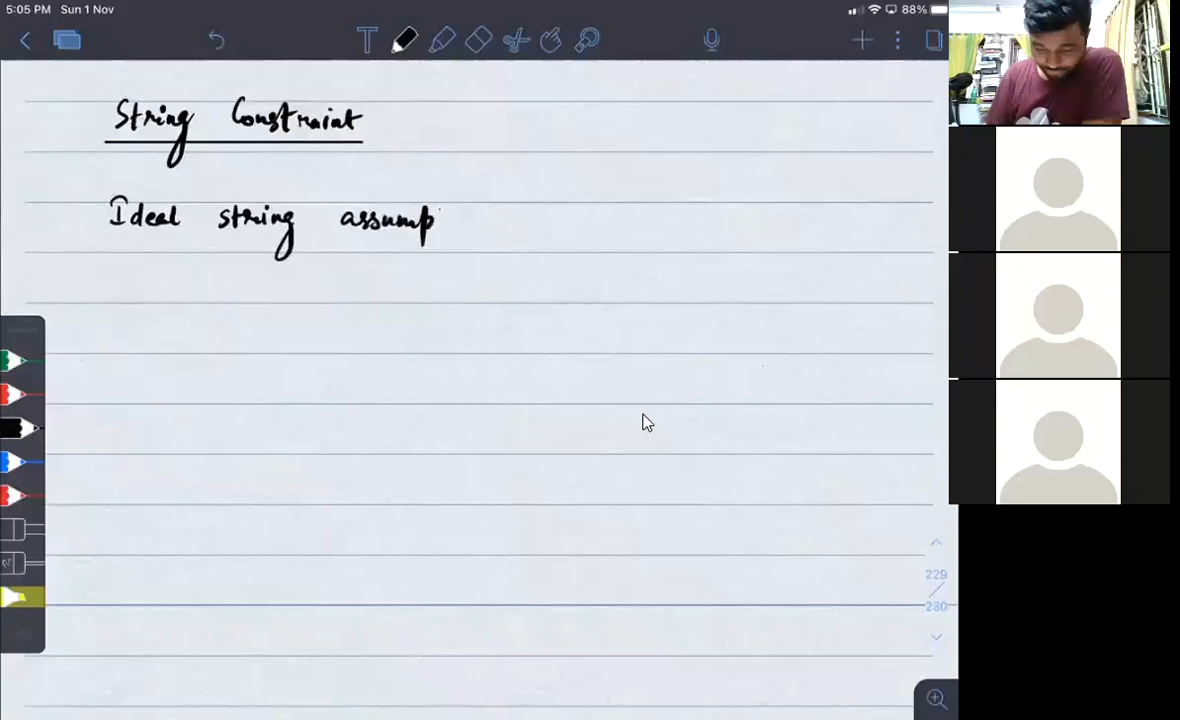 5:05 PM Sun 1 Nov 88%
String Constraint
Ideal string assump
229
230